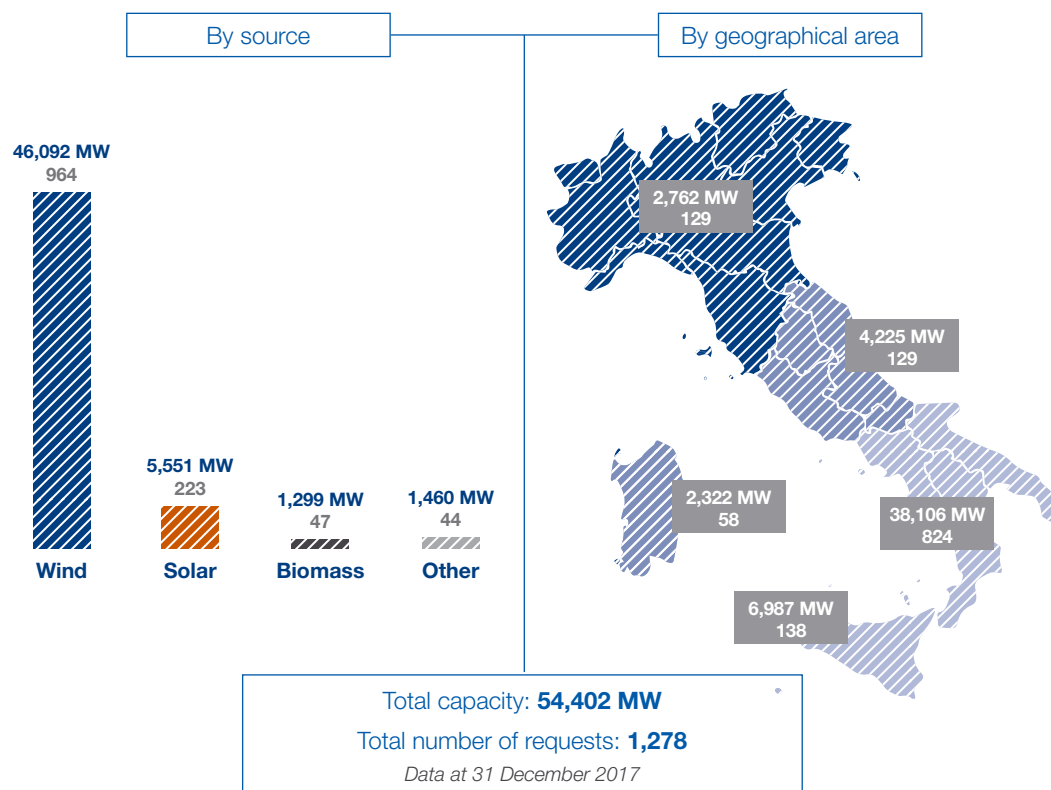 By source
By geographical area
46,092 MW
964
5,551 MW
223
1,299 MW
47
1,460 MW
44
Wind
Solar
Biomass
Other
2,762 MW
129
4,225 MW
129
2,322 MW
58
38,106 MW
824
6,987 MW
138
Total capacity: 54,402 MW
Total number of requests: 1,278
Data at 31 December 2017